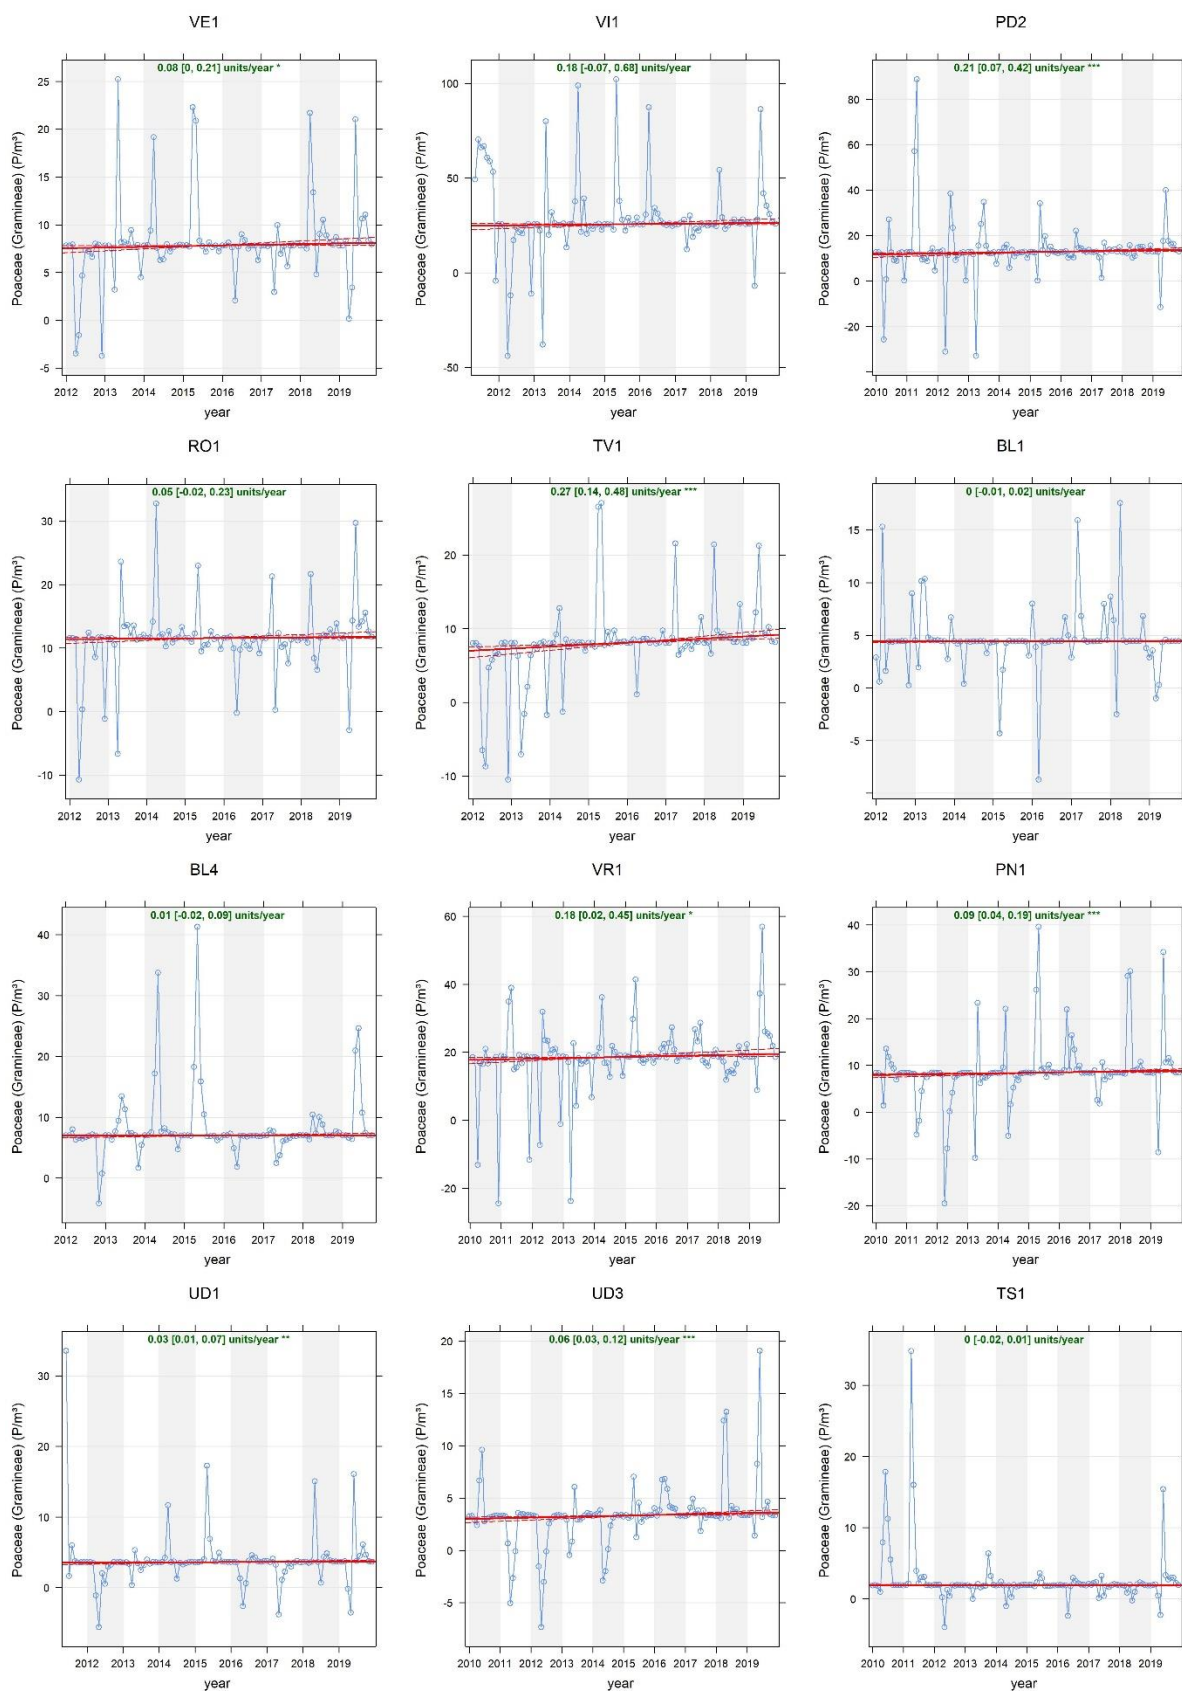 VE1
0.08 [0, 0.21] units/year *
Poaceae (Gramineae) (P/m³)
25
20
15
10
5
0
-5
2012 2013 2014 2015 2016 2017 2018 2019
year
VI1
0.18 [-0.07, 0.68] units/year
Poaceae (Gramineae) (P/m³)
100
50
0
-50
2012 2013 2014 2015 2016 2017 2018 2019
year
PD2
0.21 [0.07, 0.42] units/year ***
Poaceae (Gramineae) (P/m³)
80
60
40
20
0
-20
2010 2011 2012 2013 2014 2015 2016 2017 2018 2019
year
RO1
0.05 [-0.02, 0.23] units/year
Poaceae (Gramineae) (P/m³)
30
20
10
0
-10
2012 2013 2014 2015 2016 2017 2018 2019
year
TV1
0.27 [0.14, 0.48] units/year ***
Poaceae (Gramineae) (P/m³)
20
10
0
-10
2012 2013 2014 2015 2016 2017 2018 2019
year
BL1
0 [-0.01, 0.02] units/year
Poaceae (Gramineae) (P/m³)
15
10
5
0
-5
2012 2013 2014 2015 2016 2017 2018 2019
year
BL4
0.01 [-0.02, 0.09] units/year
Poaceae (Gramineae) (P/m³)
40
30
20
10
0
2012 2013 2014 2015 2016 2017 2018 2019
year
VR1
0.18 [0.02, 0.45] units/year *
Poaceae (Gramineae) (P/m³)
60
40
20
0
-20
2010 2011 2012 2013 2014 2015 2016 2017 2018 2019
year
PN1
0.09 [0.04, 0.19] units/year ***
Poaceae (Gramineae) (P/m³)
40
30
20
10
0
-10
-20
2010 2011 2012 2013 2014 2015 2016 2017 2018 2019
year
UD1
0.03 [0.01, 0.07] units/year **
Poaceae (Gramineae) (P/m³)
30
20
10
0
2012 2013 2014 2015 2016 2017 2018 2019
year
UD3
0.06 [0.03, 0.12] units/year ***
Poaceae (Gramineae) (P/m³)
20
15
10
5
0
-5
2010 2011 2012 2013 2014 2015 2016 2017 2018 2019
year
TS1
0 [-0.02, 0.01] units/year
Poaceae (Gramineae) (P/m³)
30
20
10
0
2010 2011 2012 2013 2014 2015 2016 2017 2018 2019
year